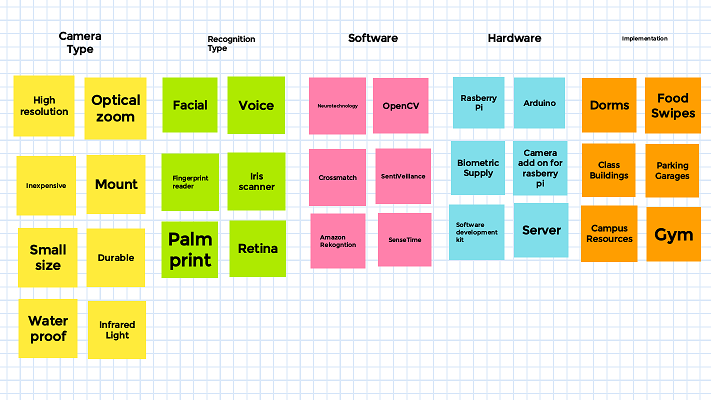 Camera
Type
Recognition
Type
Software
Hardware
Implementation
High
resolution
Optical
zoom
Inexpensive
Mount
Small
size
Durable
Water
proof
Infrared
Light
Facial
Voice
Fingerprint
reader
Iris
scanner
Palm
print
Retina
Neurotechnology
OpenCV
Crossmatch
SentiVeillance
Amazon
Rakogntion
SenseTime
Rasberry
Pi
Arduino
Biometric
Supply
Camera
add on for
rasberry
pi
Software
development
kit
Server
Dorms
Food
Swipes
Class
Buildings
Parking
Garages
Campus
Resources
Gym